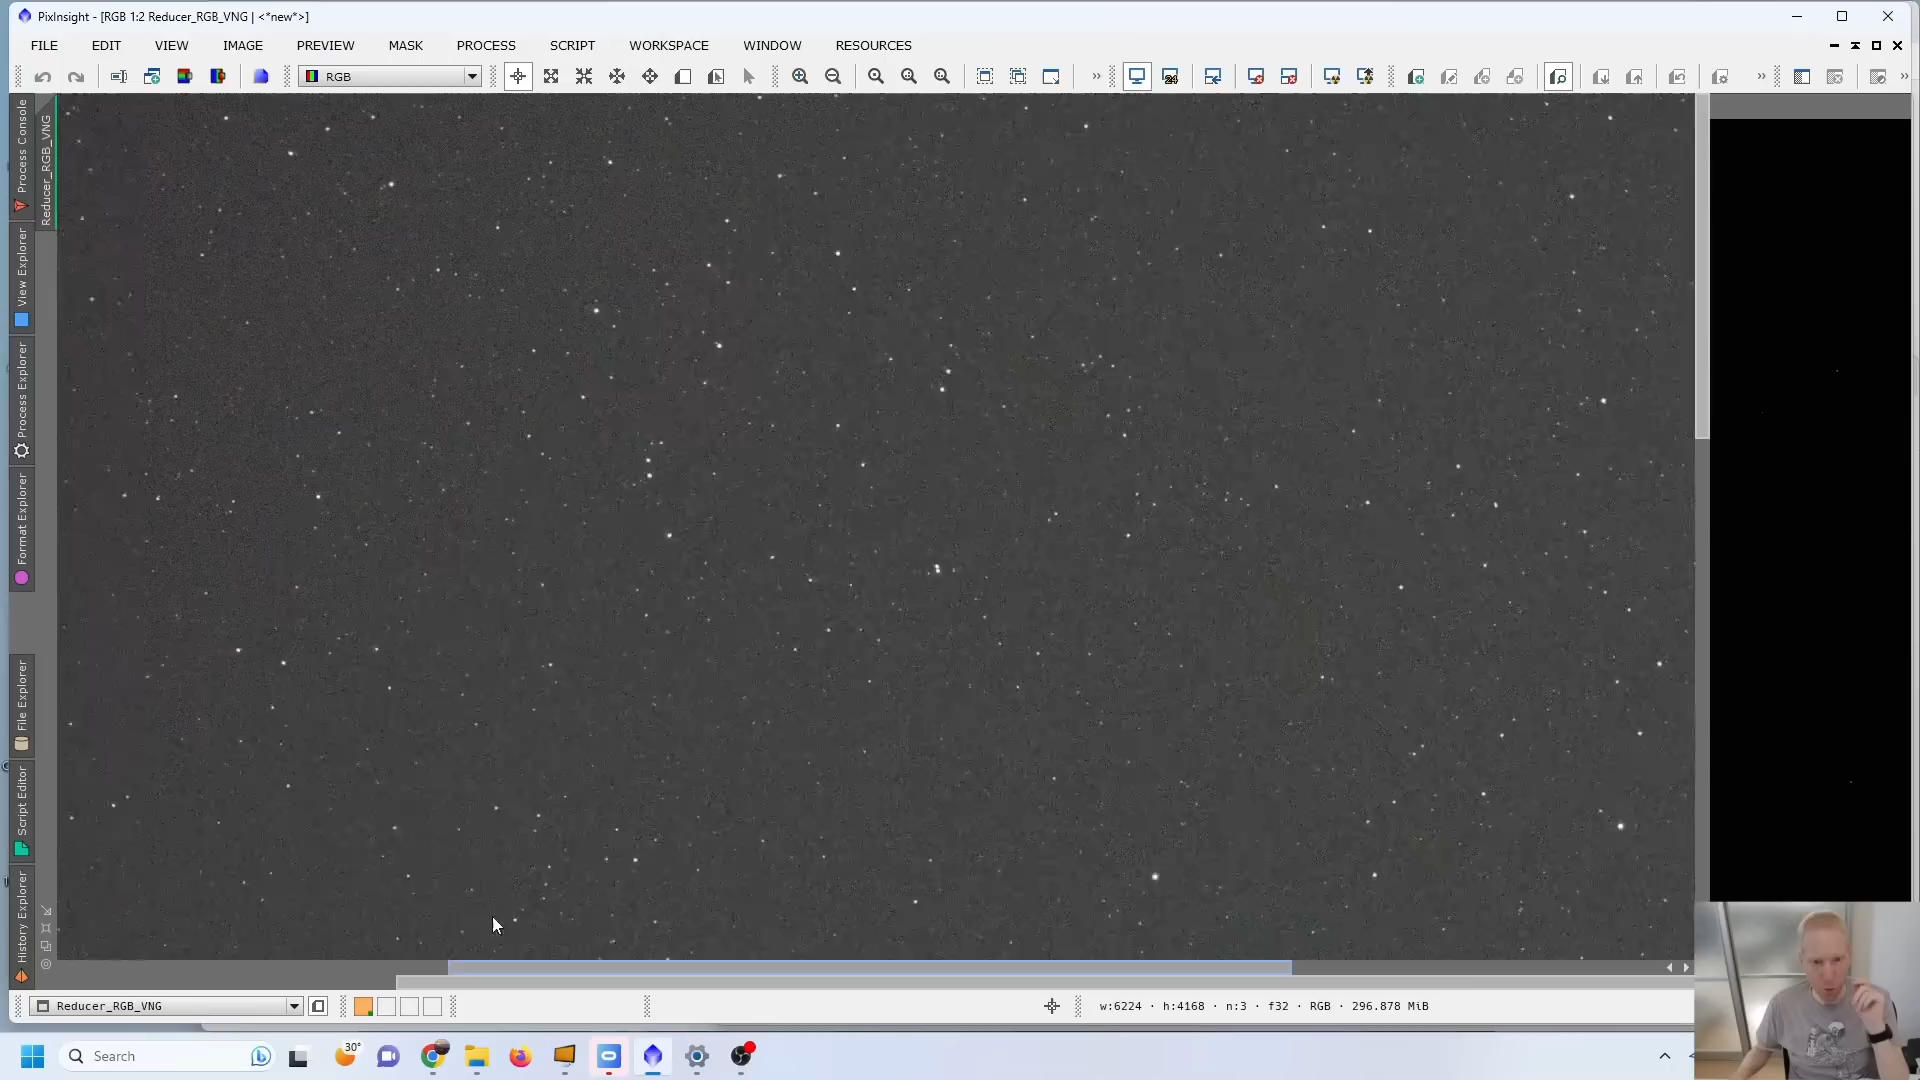 PixInsight - [RGB 1:2 Reducer_RGB_VNG | <*new*>]
FILE EDIT VIEW IMAGE PREVIEW MASK PROCESS SCRIPT WORKSPACE WINDOW RESOURCES
RGB
24
Process Console
View Explorer
Process Explorer
Format Explorer
File Explorer
Script Editor
History Explorer
Reducer_RGB_VNG
Reducer_RGB_VNG
w:6224 · h:4168 · n:3 · f32 · RGB · 296.878 MiB
Search
30°